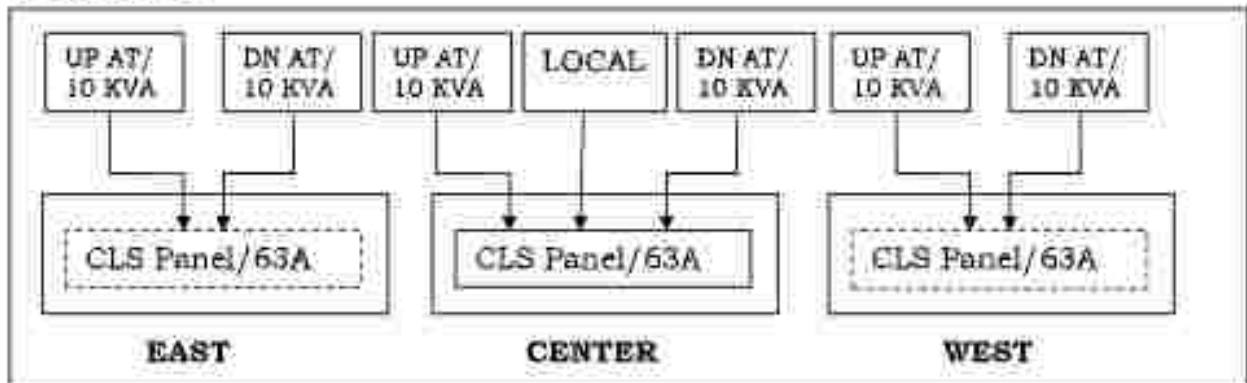 UP AT/
10 KVA
DN AT/
10 KVA
UP AT/
10 KVA
LOCAL
DN AT/
10 KVA
UP AT/
10 KVA
DN AT/
10 KVA
CLS Panel/63A
CLS Panel/63A
CLS Panel/63A
EAST
CENTER
WEST